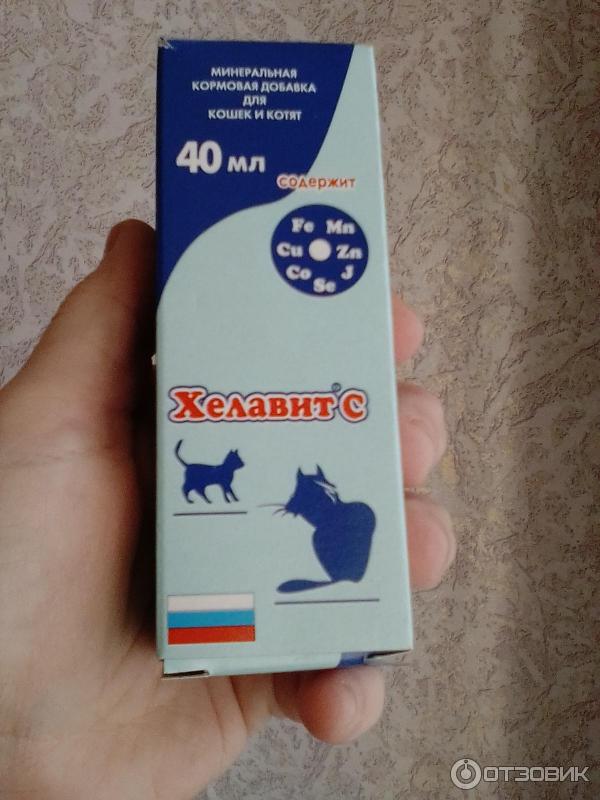 МИНЕРАЛЬНАЯ
КОРМОВАЯ ДОБАВКА
ДЛЯ
КОШЕК И КОТЯТ
40 мл
содержит
Fe Mn
Cu Zn
Co J
Se
Хелавит® С
ОТЗОВИК